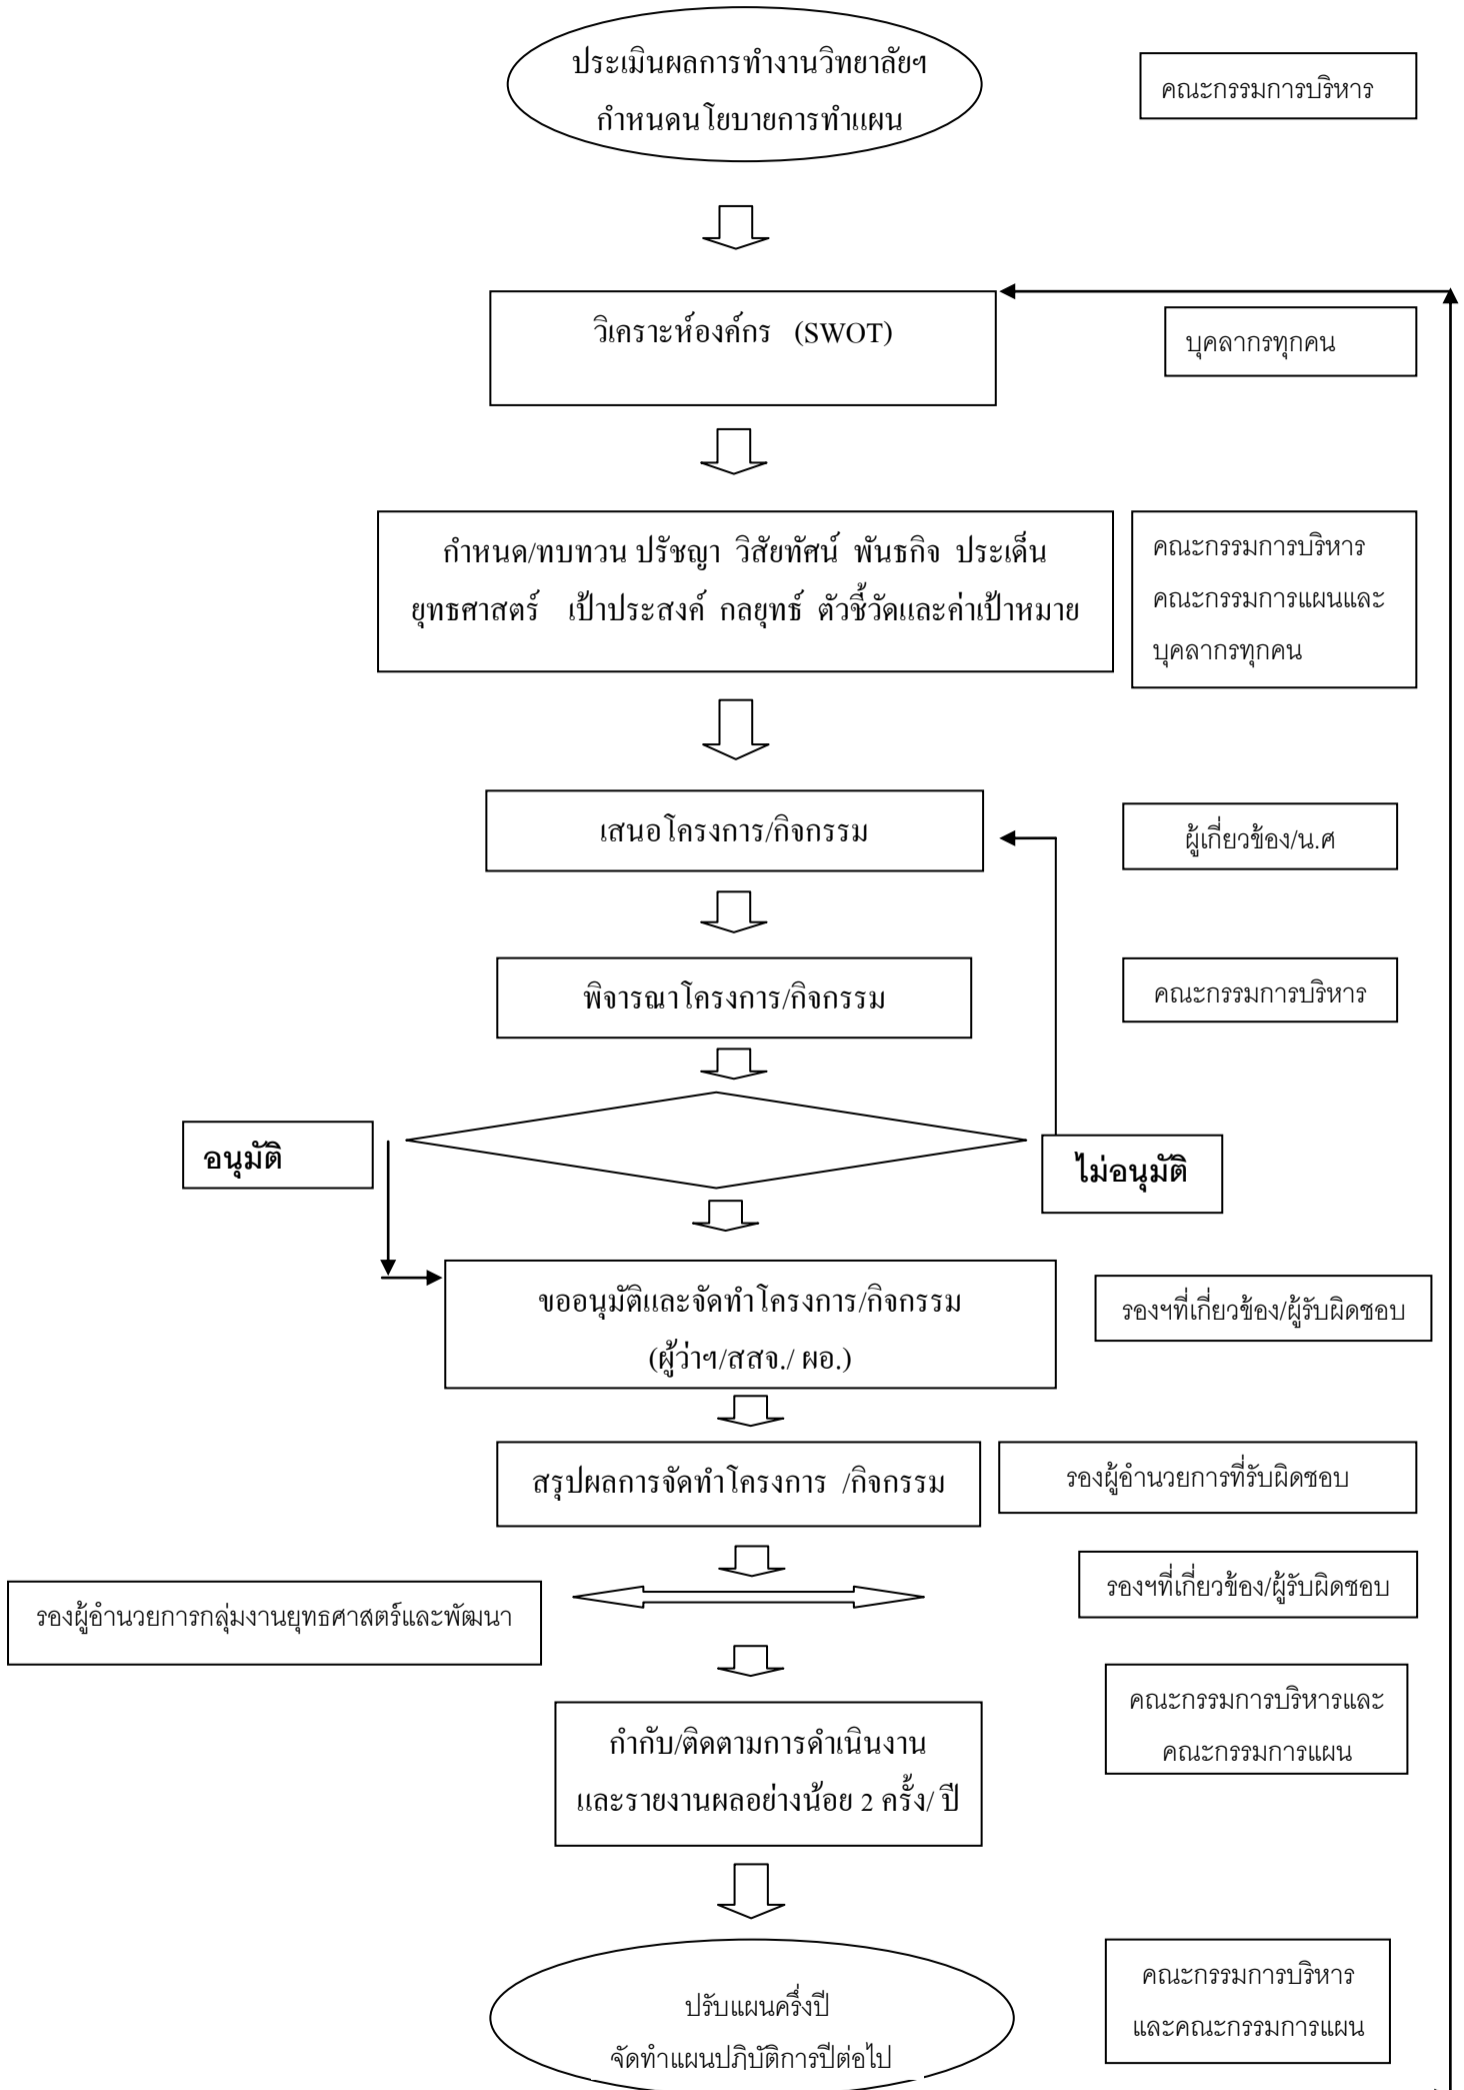 ประเมินผลการทำงานวิทยาลัยฯ
กำหนดนโยบายการทำแผน
คณะกรรมการบริหาร
วิเคราะห์องค์กร (SWOT)
บุคลากรทุกคน
กำหนด/ทบทวน ปรัชญา วิสัยทัศน์ พันธกิจ ประเด็น
ยุทธศาสตร์ เป้าประสงค์ กลยุทธ์ ตัวชี้วัดและค่าเป้าหมาย
คณะกรรมการบริหาร
คณะกรรมการแผนและ
บุคลากรทุกคน
เสนอโครงการ/กิจกรรม
ผู้เกี่ยวข้อง/น.ศ
พิจารณาโครงการ/กิจกรรม
คณะกรรมการบริหาร
อนุมัติ
ไม่อนุมัติ
ขออนุมัติและจัดทำโครงการ/กิจกรรม
(ผู้ว่าฯ/สสจ./ ผอ.)
รองฯที่เกี่ยวข้อง/ผู้รับผิดชอบ
สรุปผลการจัดทำโครงการ /กิจกรรม
รองผู้อำนวยการที่รับผิดชอบ
รองฯที่เกี่ยวข้อง/ผู้รับผิดชอบ
รองผู้อำนวยการกลุ่มงานยุทธศาสตร์และพัฒนา
กำกับ/ติดตามการดำเนินงาน
และรายงานผลอย่างน้อย 2 ครั้ง/ ปี
คณะกรรมการบริหารและ
คณะกรรมการแผน
ปรับแผนครึ่งปี
จัดทำแผนปฏิบัติการปีต่อไป
คณะกรรมการบริหาร
และคณะกรรมการแผน